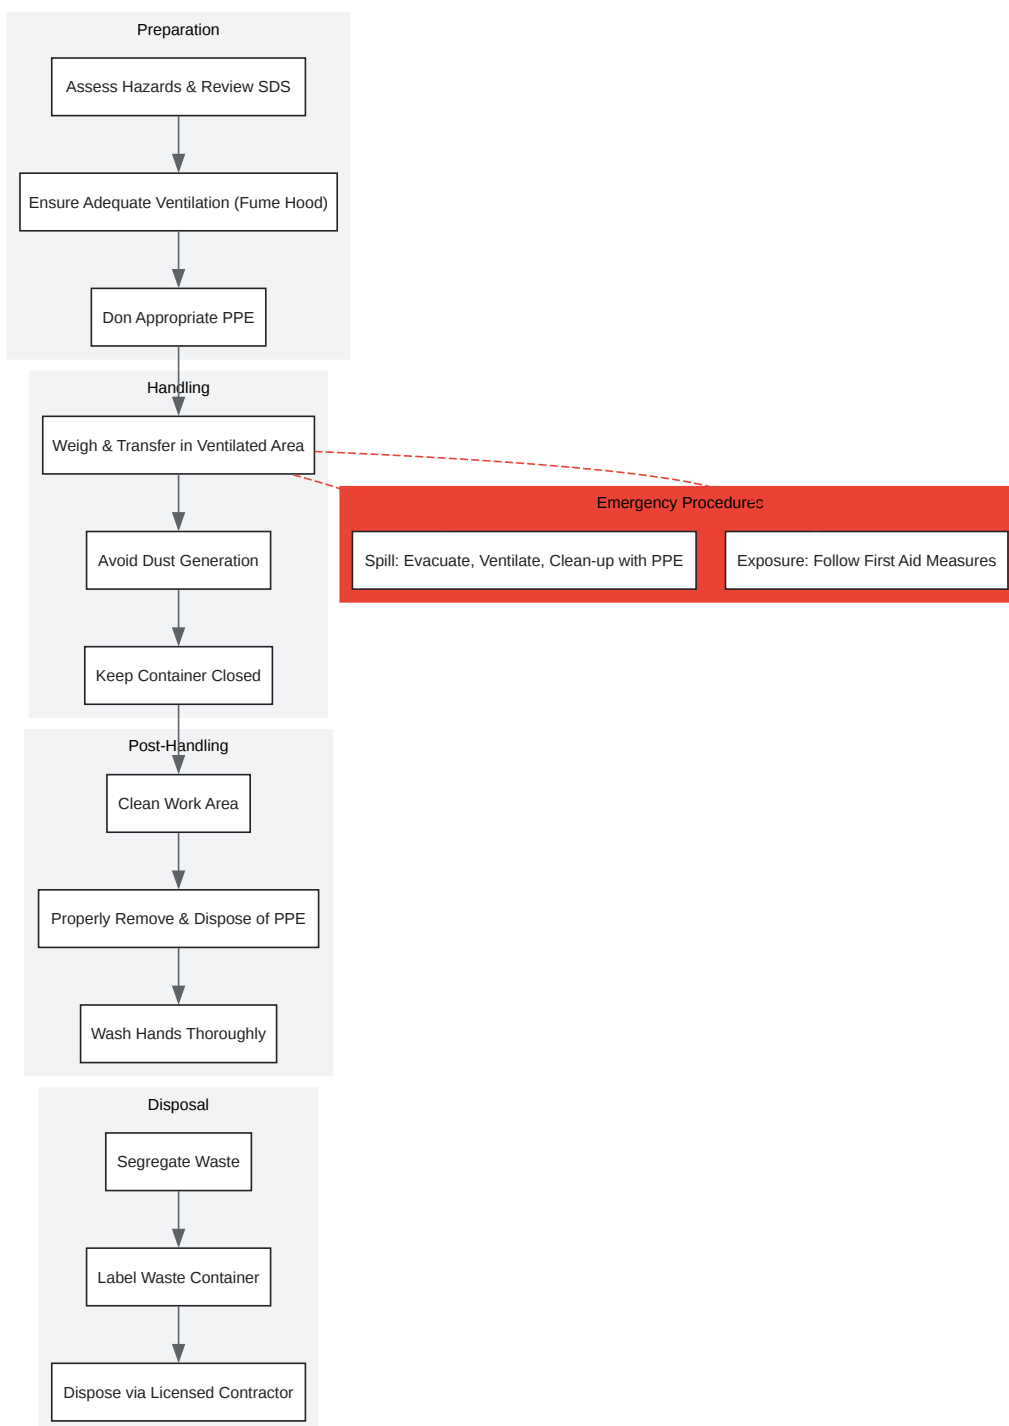 Preparation
Assess Hazards & Review SDS
Ensure Adequate Ventilation (Fume Hood)
Don Appropriate PPE
Handling
Weigh & Transfer in Ventilated Area
Avoid Dust Generation
Keep Container Closed
Emergency Procedures
Spill: Evacuate, Ventilate, Clean-up with PPE
Exposure: Follow First Aid Measures
Post-Handling
Clean Work Area
Properly Remove & Dispose of PPE
Wash Hands Thoroughly
Disposal
Segregate Waste
Label Waste Container
Dispose via Licensed Contractor